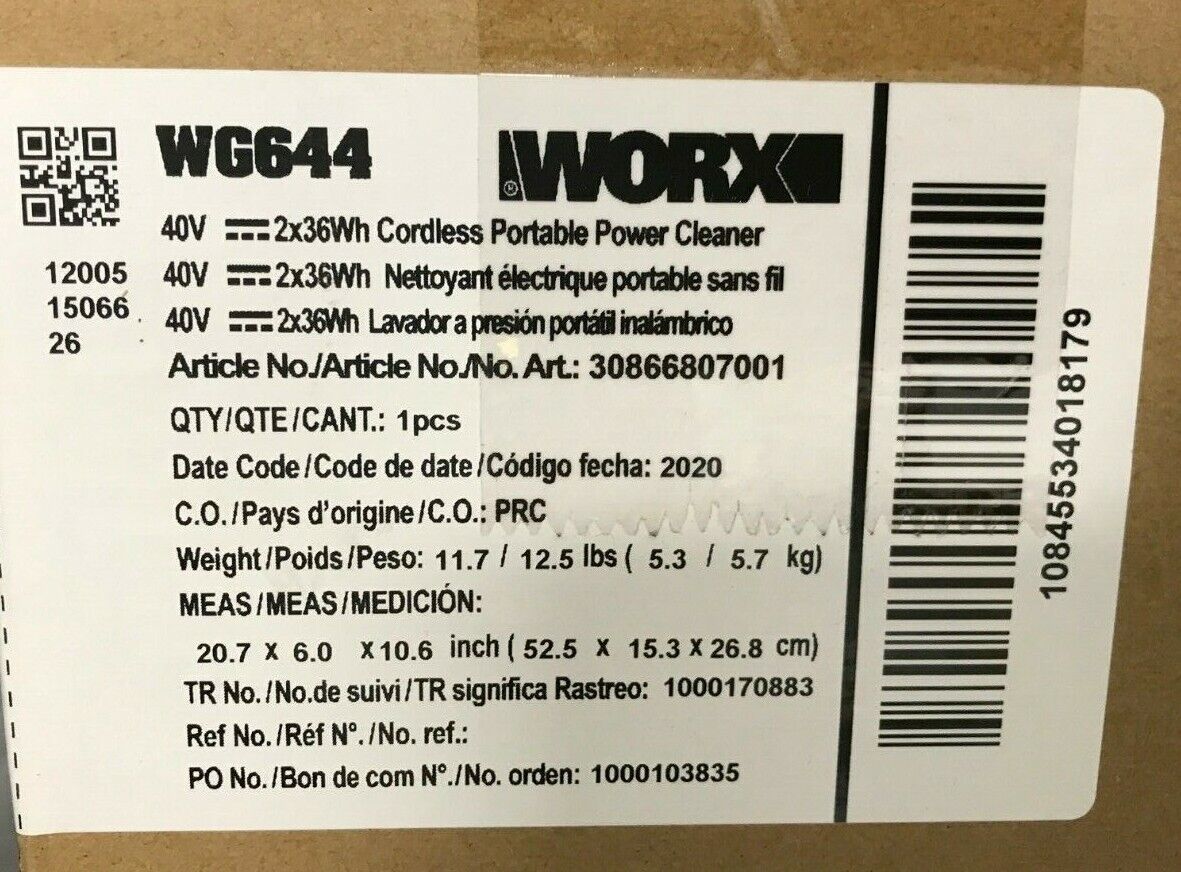 WG644
WORX
40V 2x36Wh Cordless Portable Power Cleaner
40V 2x36Wh Nettoyant électrique portable sans fil
40V 2x36Wh Lavador a presión portátil inalámbrico
12005
15066
26
Article No./Article No./No. Art.: 30866807001
QTY/QTE/CANT.: 1pcs
Date Code/Code de date/Código fecha: 2020
C.O./Pays d'origine/C.O.: PRC
Weight/Poids/Peso: 11.7 / 12.5 lbs ( 5.3 / 5.7 kg)
MEAS/MEAS/MEDICIÓN:
20.7 x 6.0 x 10.6 inch ( 52.5 x 15.3 x 26.8 cm)
TR No./No.de suivi/TR significa Rastreo: 1000170883
Ref No./Réf N°./No. ref.:
PO No./Bon de com N°./No. orden: 1000103835
10845534018179